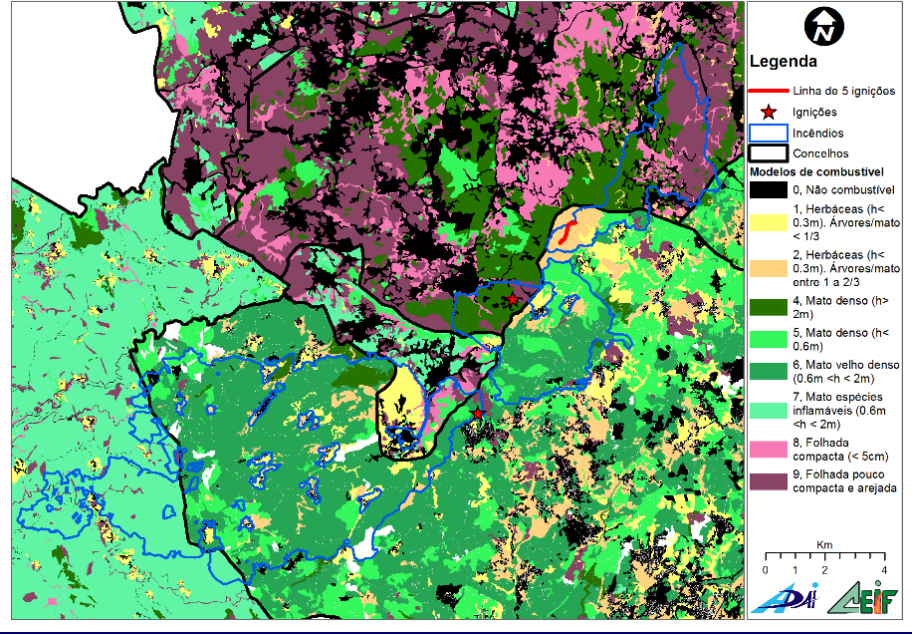 N
Legenda
Linha de 5 ignições
Ignições
Incêndios
Concelhos
Modelos de combustível
0, Não combustível
1, Herbáceas (h<
0.3m). Árvores/mato
< 1/3
2, Herbáceas (h<
0.3m). Árvores/mato
entre 1 a 2/3
4, Mato denso (h>
2m)
5, Mato denso (h<
0.6m)
6, Mato velho denso
(0.6m <h < 2m)
7, Mato espécies
inflamáveis (0.6m
<h < 2m)
8, Folhada
compacta (< 5cm)
9, Folhada pouco
compacta e arejada
Km
0 1 2 4
ADAI
CEIF